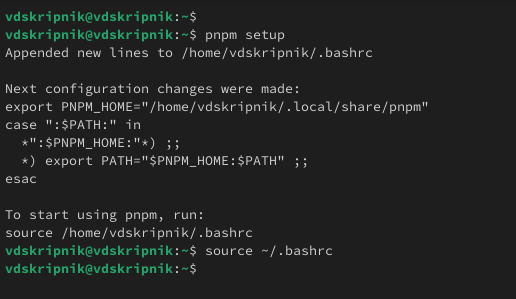 vdskripnik@vdskripnik:~$
vdskripnik@vdskripnik:~$ pnpm setup
Appended new lines to /home/vdskripnik/.bashrc

Next configuration changes were made:
export PNPM_HOME="/home/vdskripnik/.local/share/pnpm"
case ":$PATH:" in
  *":$PNPM_HOME:"*) ;;
  *) export PATH="$PNPM_HOME:$PATH" ;;
esac

To start using pnpm, run:
source /home/vdskripnik/.bashrc
vdskripnik@vdskripnik:~$ source ~/.bashrc
vdskripnik@vdskripnik:~$